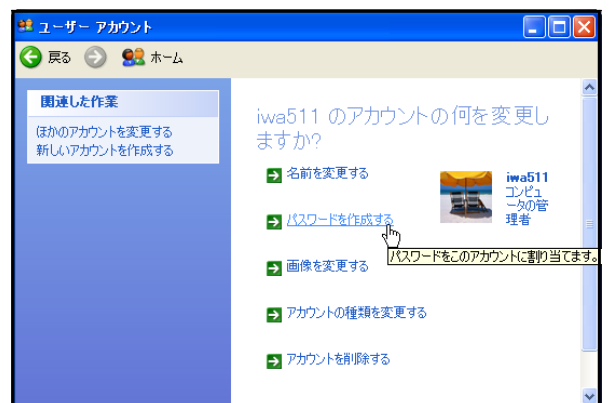 ユーザー アカウント
戻る ホーム
関連した作業
ほかのアカウントを変更する
新しいアカウントを作成する
iwa511 のアカウントの何を変更し
ますか?
名前を変更する
iwa511
コンピュ
ータの管
理者
パスワードを作成する
パスワードをこのアカウントに割り当てます。
画像を変更する
アカウントの種類を変更する
アカウントを削除する